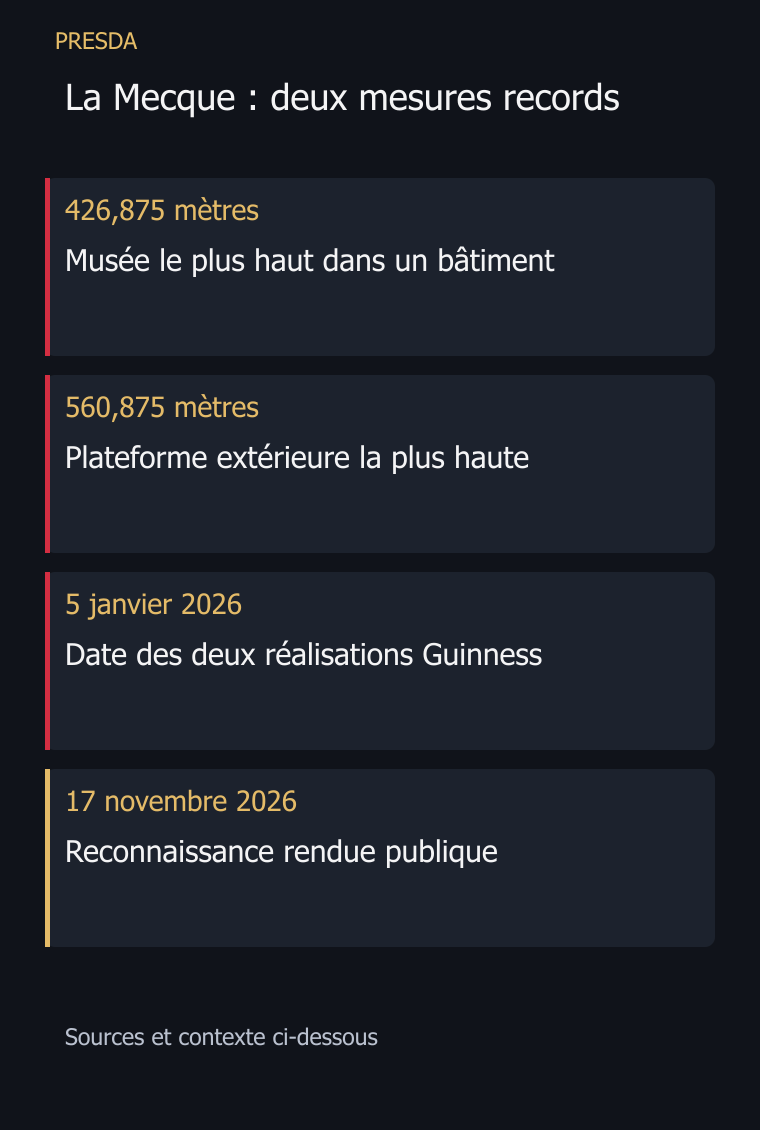 PRESDA
La Mecque : deux mesures records
426,875 mètres
Musée le plus haut dans un bâtiment
560,875 mètres
Plateforme extérieure la plus haute
5 janvier 2026
Date des deux réalisations Guinness
17 novembre 2026
Reconnaissance rendue publique
Sources et contexte ci-dessous